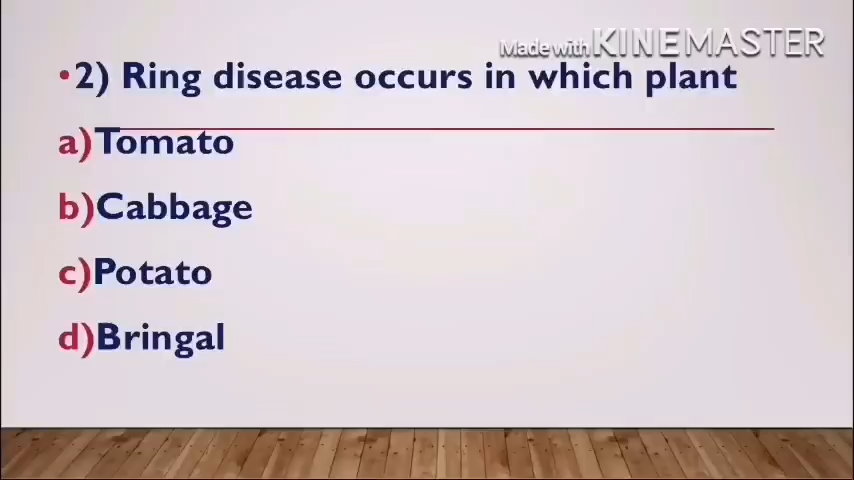 Made with KINEMASTER
•2) Ring disease occurs in which plant
a)Tomato
b)Cabbage
c)Potato
d)Bringal